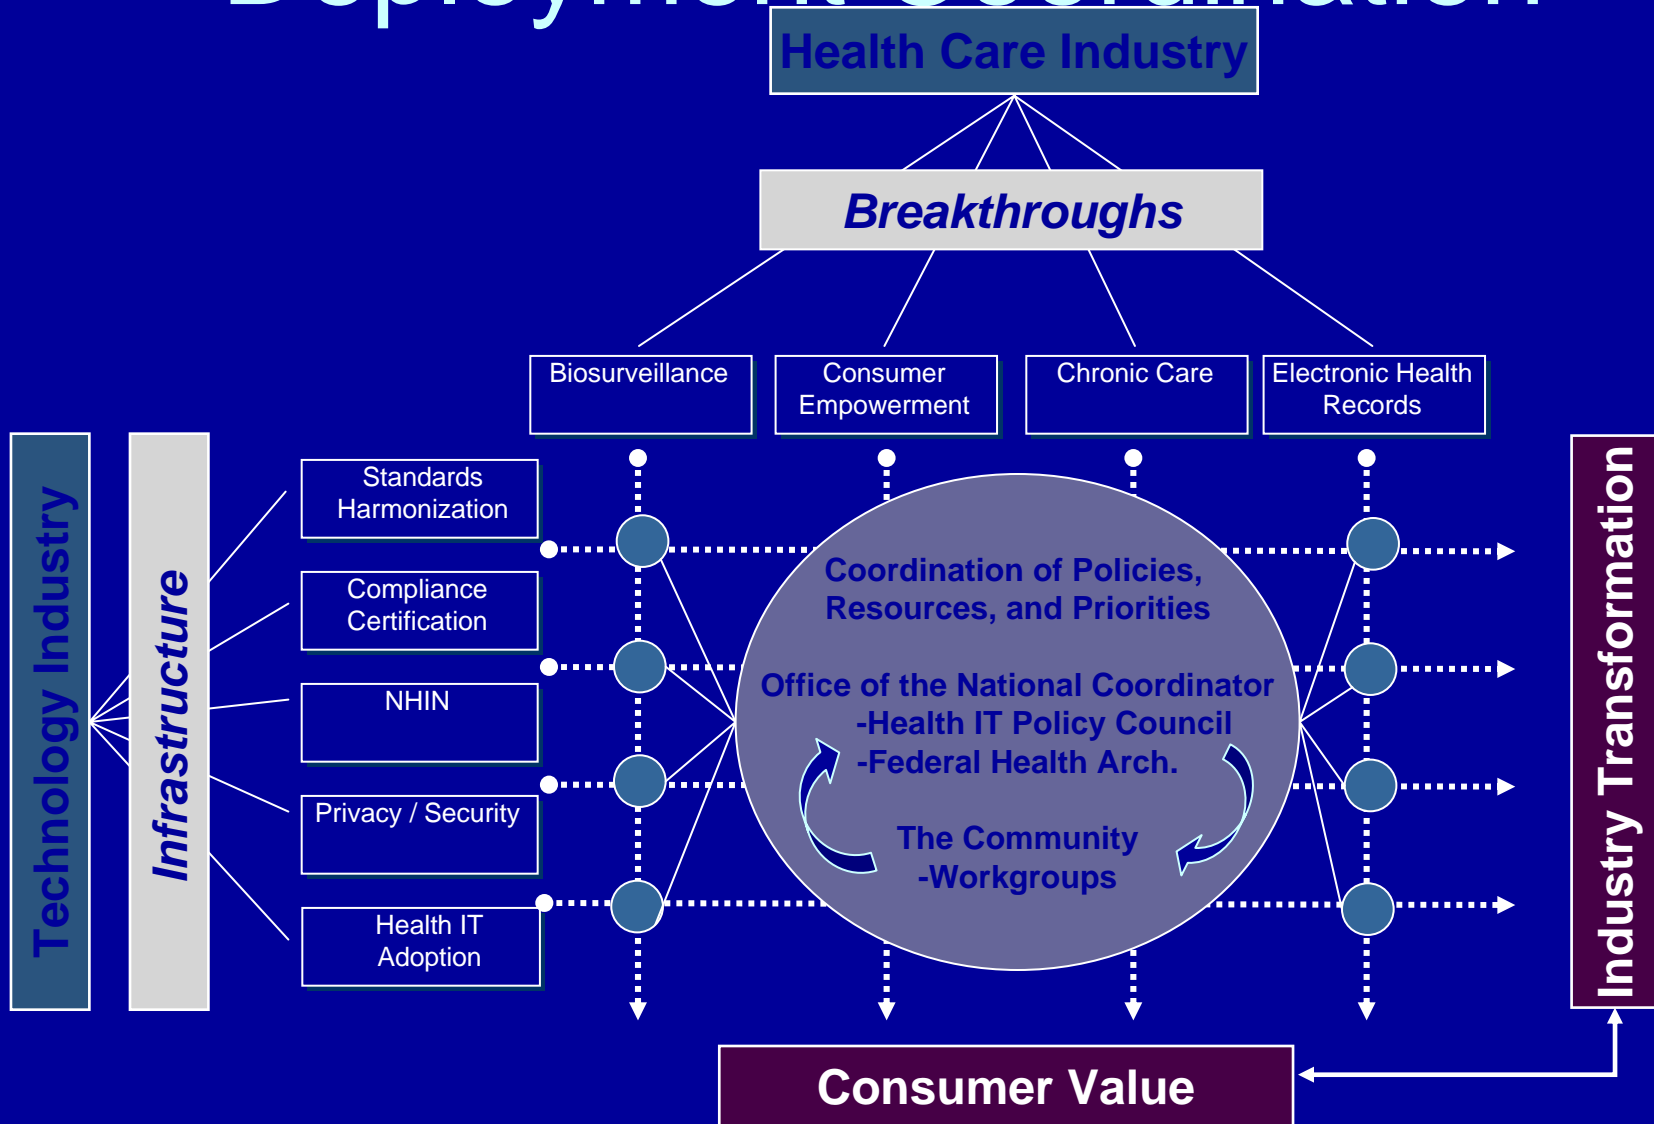 Deployment Coordination
Health Care Industry
Breakthroughs
Biosurveillance
Consumer
Empowerment
Chronic Care
Electronic Health
Records
Technology Industry
Infrastructure
Standards
Harmonization
Compliance
Certification
NHIN
Privacy / Security
Health IT
Adoption
Coordination of Policies,
Resources, and Priorities
Office of the National Coordinator
-Health IT Policy Council
-Federal Health Arch.
The Community
-Workgroups
Industry Transformation
Consumer Value